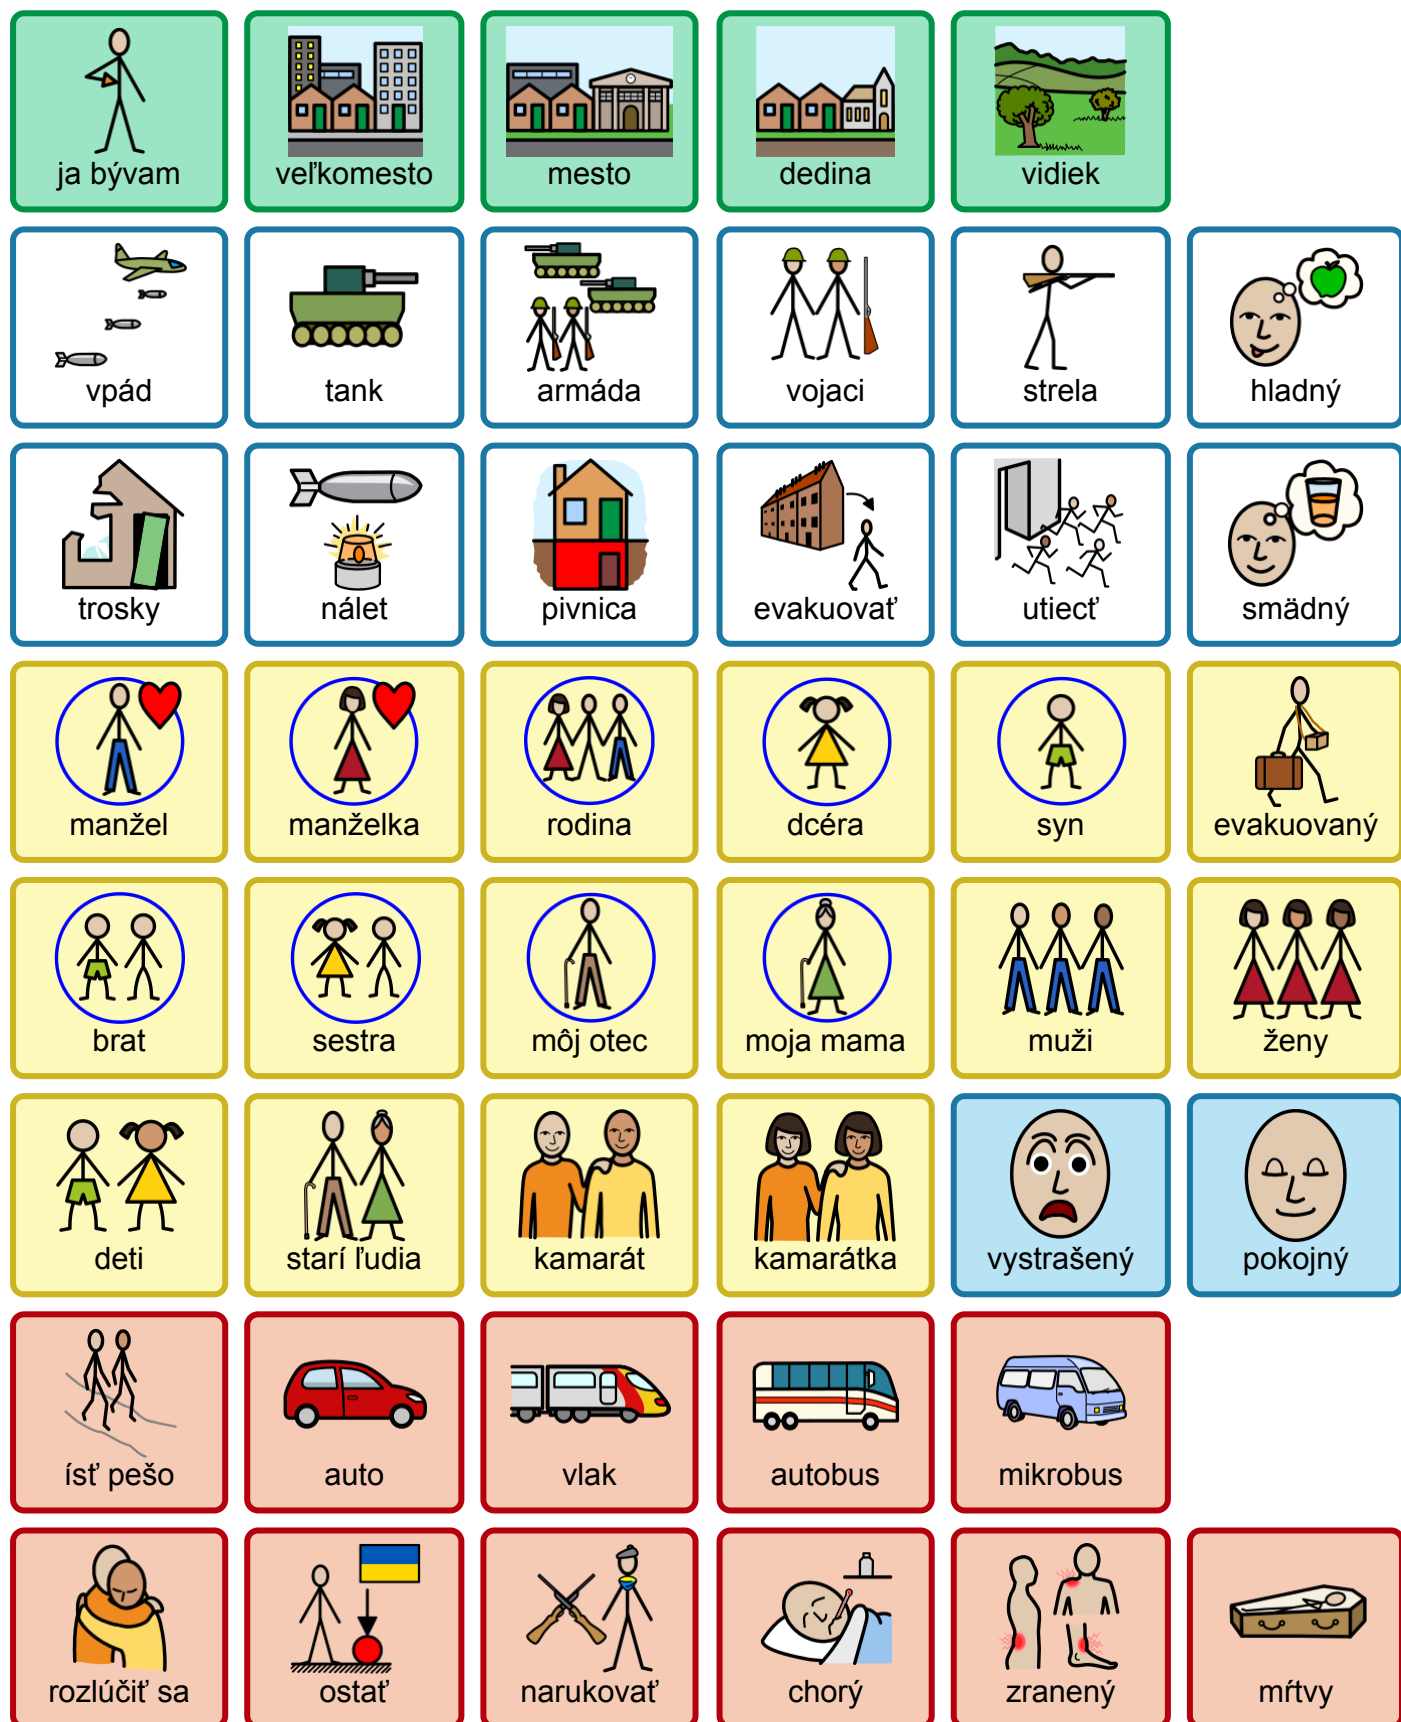 ja bývam
veľkomesto
mesto
dedina
vidiek
vpád
tank
armáda
vojaci
strela
hladný
trosky
nálet
pivnica
evakuovať
utiecť
smädný
manžel
manželka
rodina
dcéra
syn
evakuovaný
brat
sestra
môj otec
moja mama
muži
ženy
deti
starí ľudia
kamarát
kamarátka
vystrašený
pokojný
ísť pešo
auto
vlak
autobus
mikrobus
rozlúčiť sa
ostať
narukovať
chorý
zranený
mŕtvy